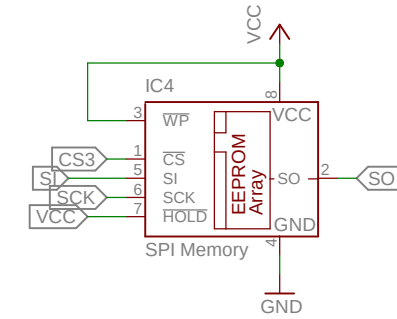 VCC
IC4
8
3
WP
VCC
CS3
1
CS
SI
5
SI
SCK
6
SCK
VCC
7
HOLD
EEPROM
Array
SO
2
SO
GND
4
SPI Memory
GND